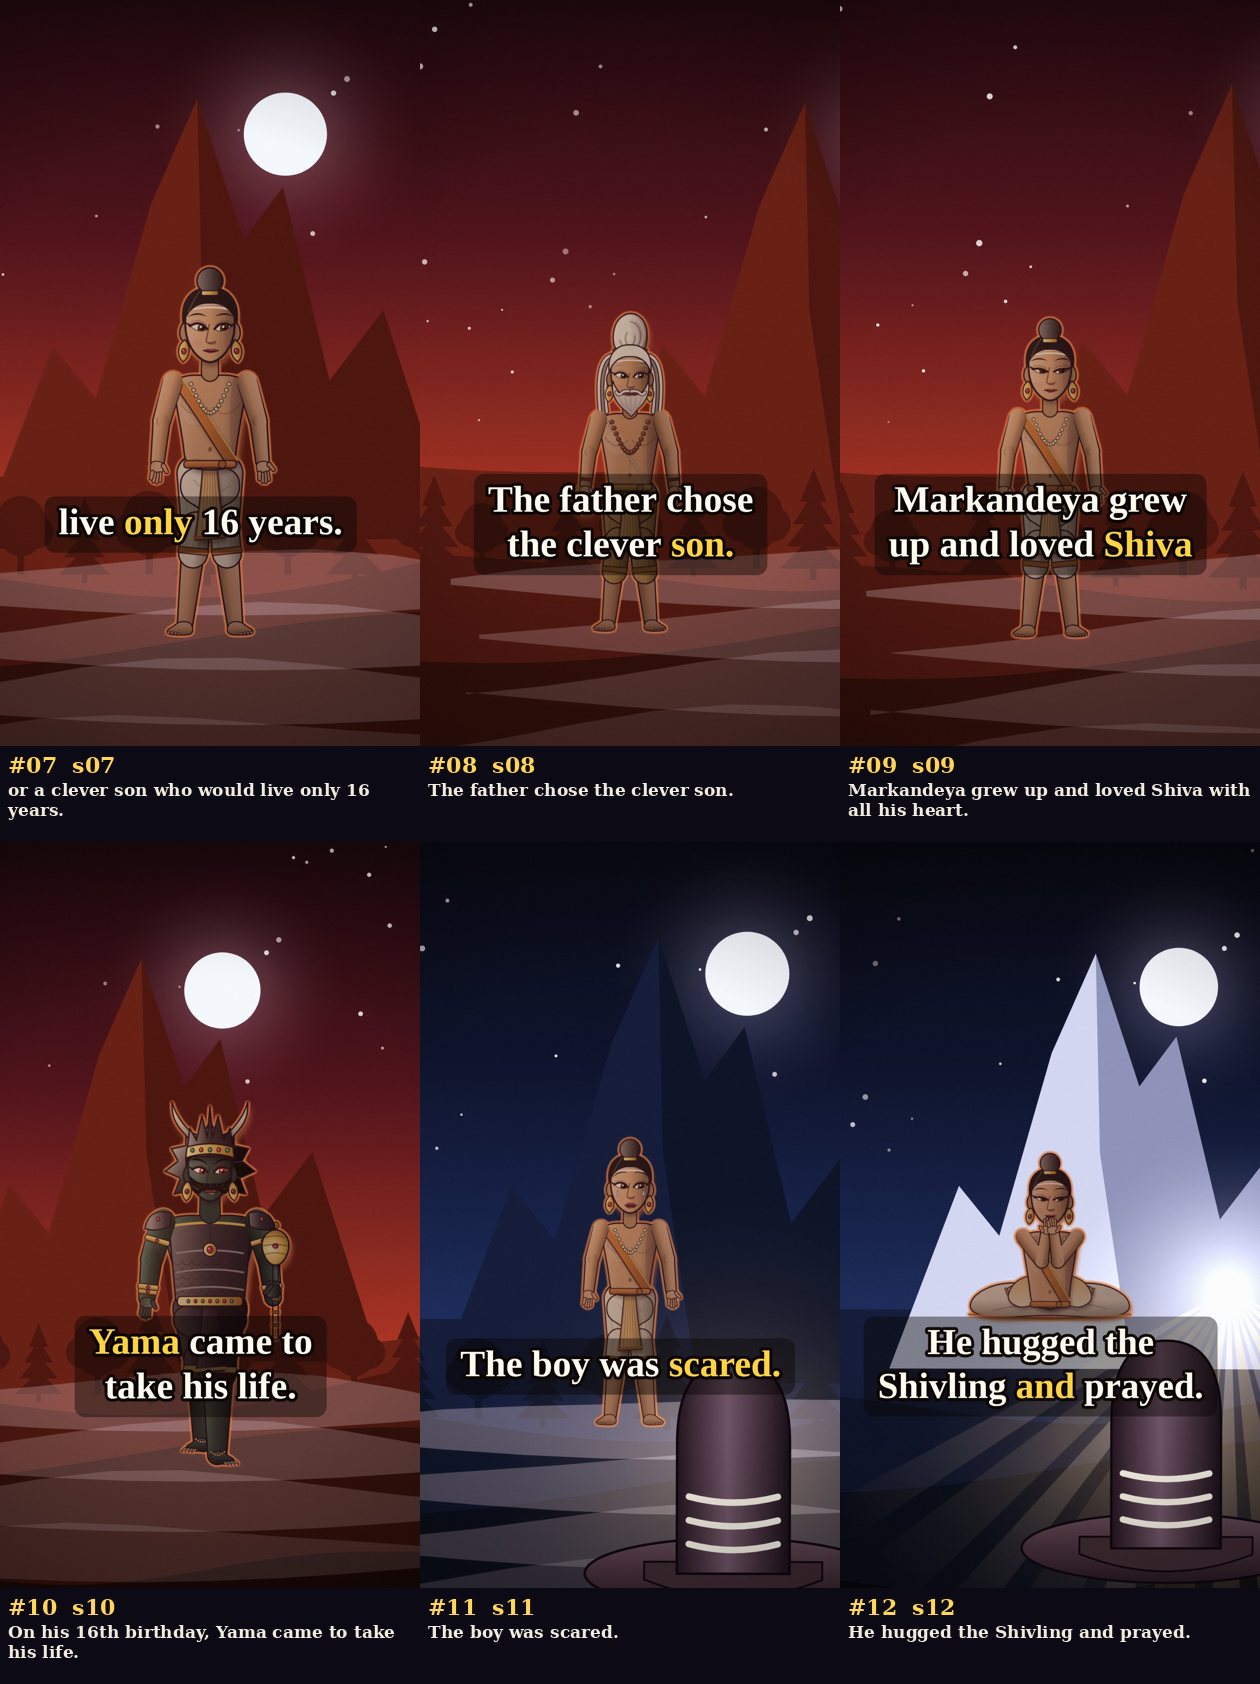 live only 16 years.
The father chose
the clever son.
Markandeya grew
up and loved Shiva
#07 s07
or a clever son who would live only 16
years.
#08 s08
The father chose the clever son.
#09 s09
Markandeya grew up and loved Shiva with
all his heart.
Yama came to
take his life.
The boy was scared.
He hugged the
Shivling and prayed.
#10 s10
On his 16th birthday, Yama came to take
his life.
#11 s11
The boy was scared.
#12 s12
He hugged the Shivling and prayed.